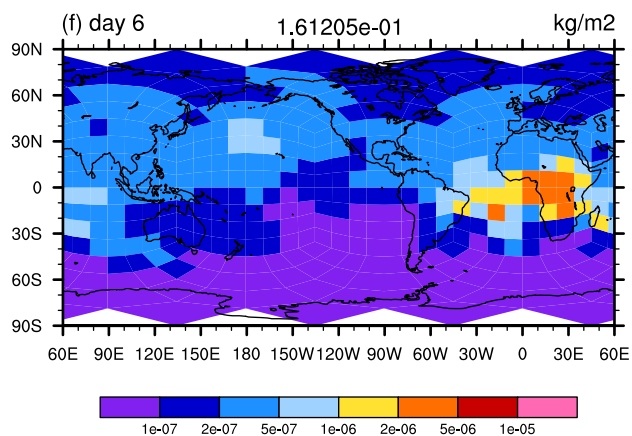 (f) day 6 1.61205e-01 kg/m2
90N
60N
30N
0
30S
60S
90S
60E 90E 120E 150E 180 150W 120W 90W 60W 30W 0 30E 60E
1e-07 2e-07 5e-07 1e-06 2e-06 5e-06 1e-05